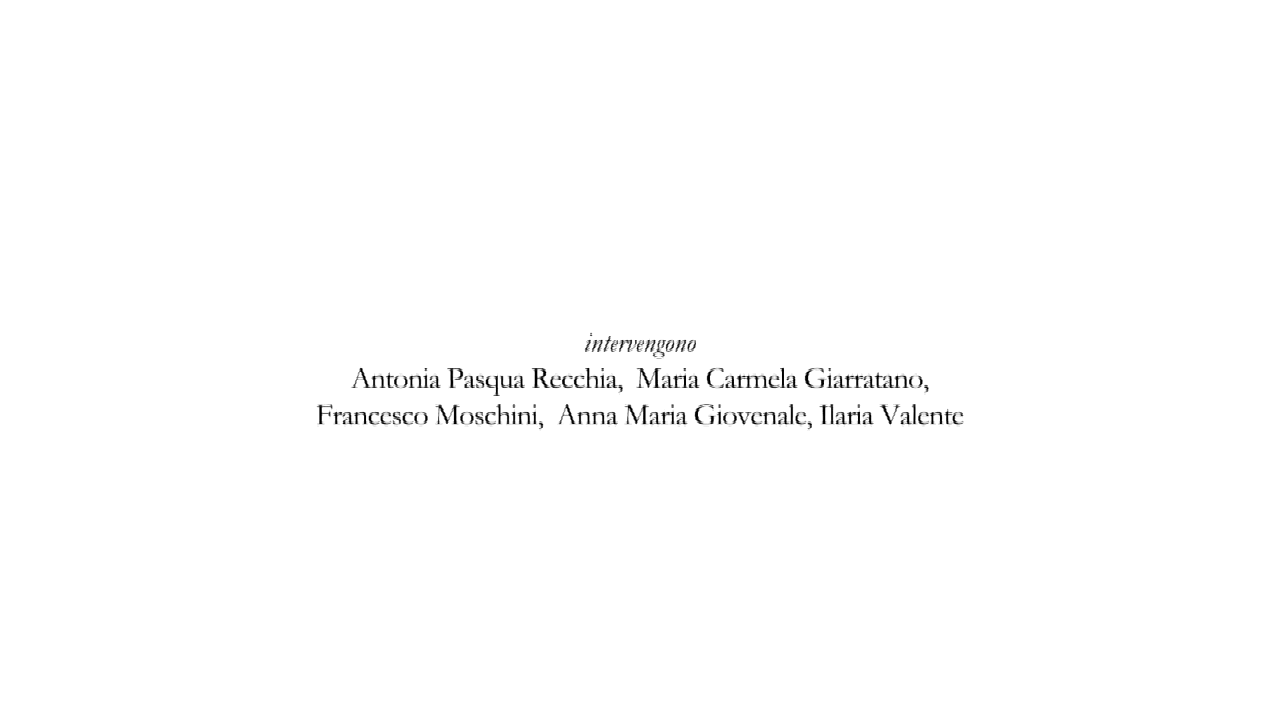 intervengono
Antonia Pasqua Recchia, Maria Carmela Giarratano,
Francesco Moschini, Anna Maria Giovenale, Ilaria Valente